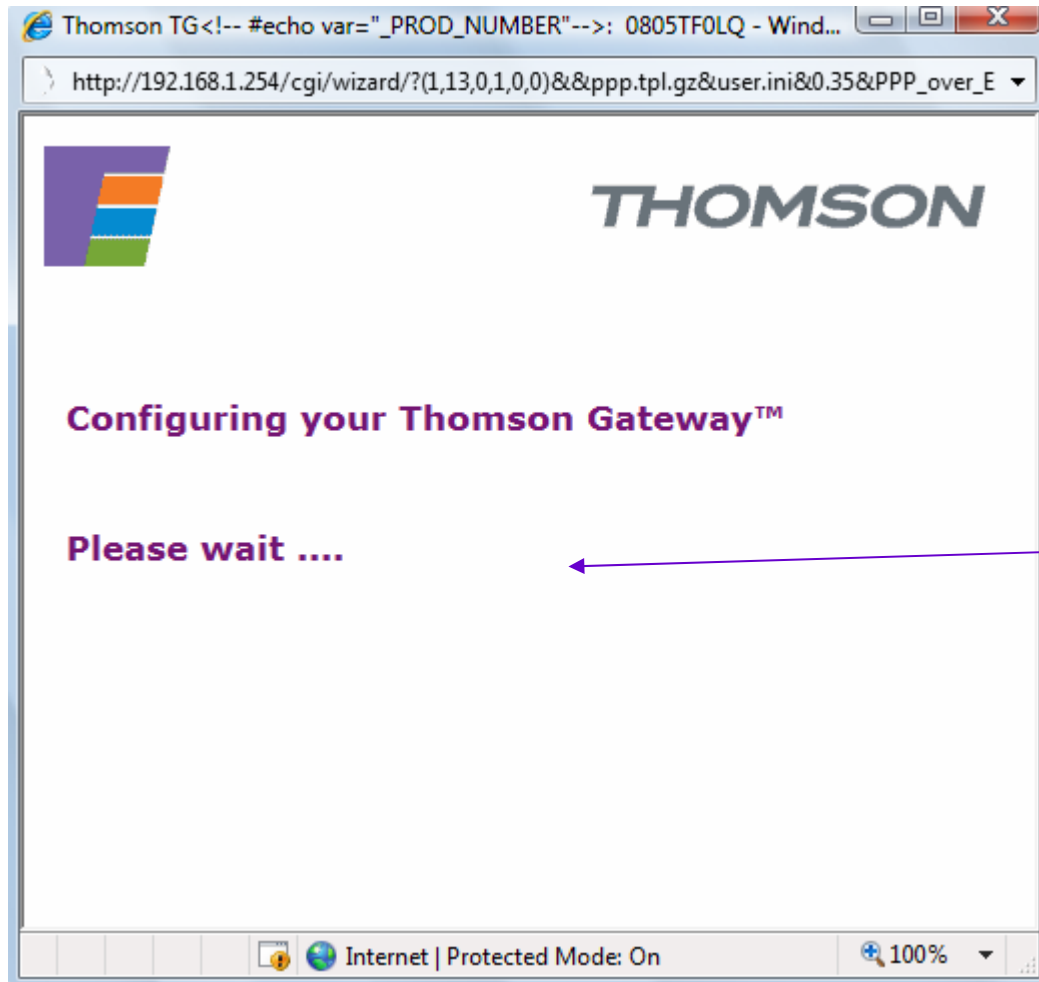 Thomson TG<!-- #echo var="_PROD_NUMBER"-->: 0805TF0LQ - Wind...
http://192.168.1.254/cgi/wizard/?(1,13,0,1,0,0)&&ppp.tpl.gz&user.ini&0.35&PPP_over_E
THOMSON
Configuring your Thomson Gateway™
Please wait ....
Internet | Protected Mode: On 100%